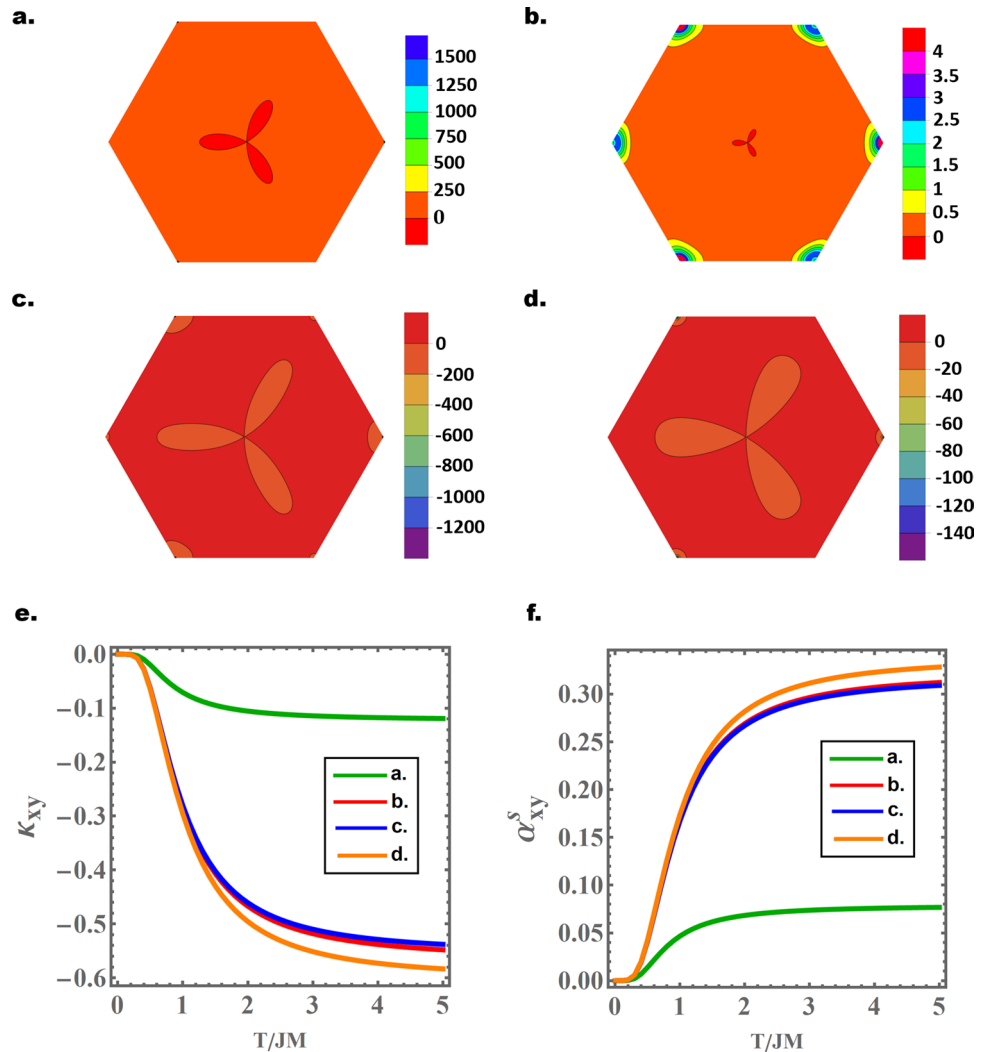 a.
1500
1250
1000
750
500
250
0
b.
4
3.5
3
2.5
2
1.5
1
0.5
0
c.
0
-200
-400
-600
-800
-1000
-1200
d.
0
-20
-40
-60
-80
-100
-120
-140
e.
0.0
-0.1
-0.2
-0.3
-0.4
-0.5
-0.6
κxy
a.
b.
c.
d.
0 1 2 3 4 5
T/JM
f.
0.30
0.25
0.20
0.15
0.10
0.05
0.00
α^s_xy
a.
b.
c.
d.
0 1 2 3 4 5
T/JM